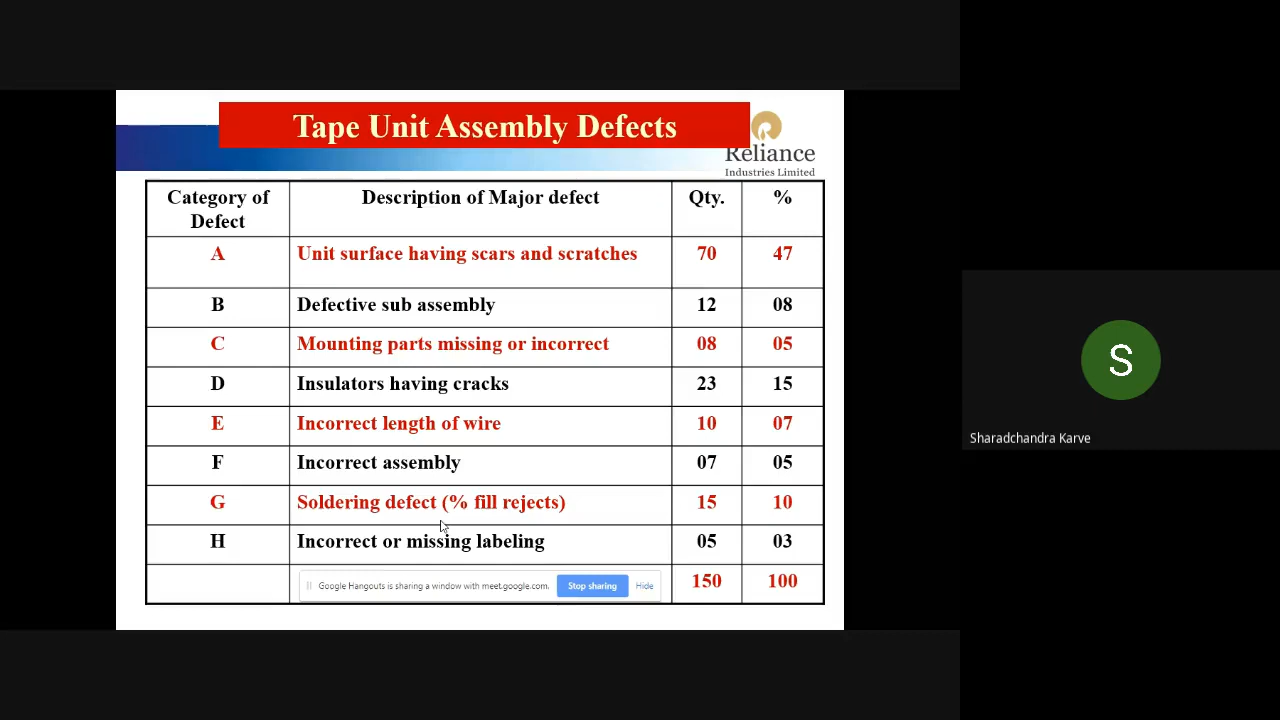 Tape Unit Assembly Defects
Reliance
Industries Limited
Category of Defect Description of Major defect Qty. %
A Unit surface having scars and scratches 70 47
B Defective sub assembly 12 08
C Mounting parts missing or incorrect 08 05
D Insulators having cracks 23 15
E Incorrect length of wire 10 07
F Incorrect assembly 07 05
G Soldering defect (% fill rejects) 15 10
H Incorrect or missing labeling 05 03
Google Hangouts is sharing a window with meet.google.com. Stop sharing Hide 150 100
S
Sharadchandra Karve